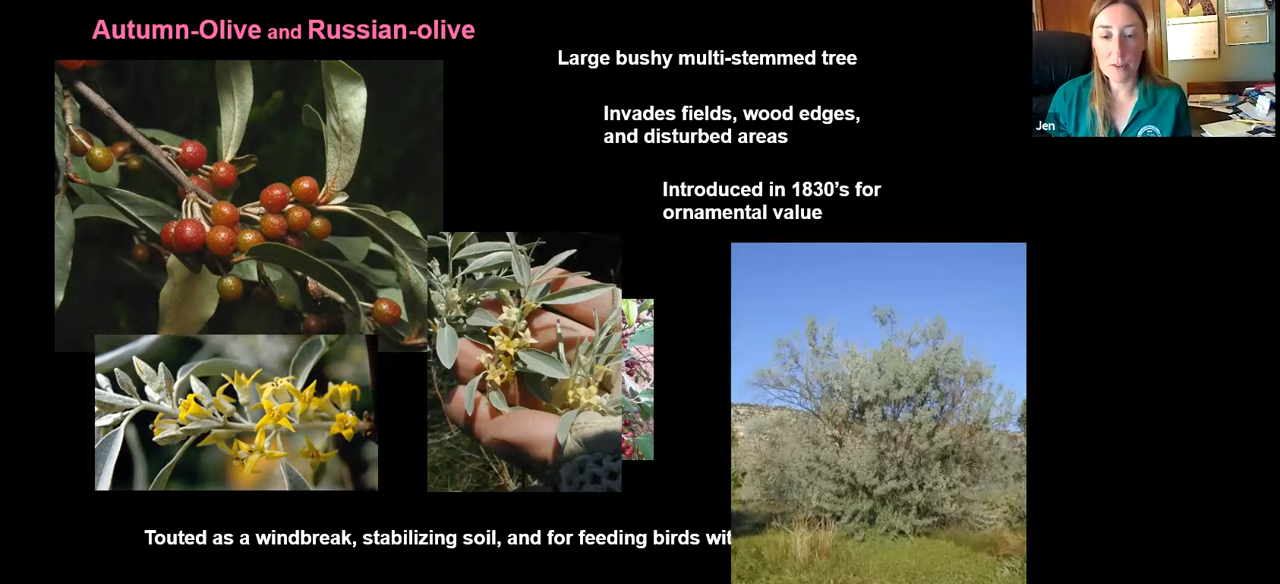 Autumn-Olive and Russian-olive
Large bushy multi-stemmed tree
Invades fields, wood edges,
and disturbed areas
Introduced in 1830’s for
ornamental value
Touted as a windbreak, stabilizing soil, and for feeding birds
Jen